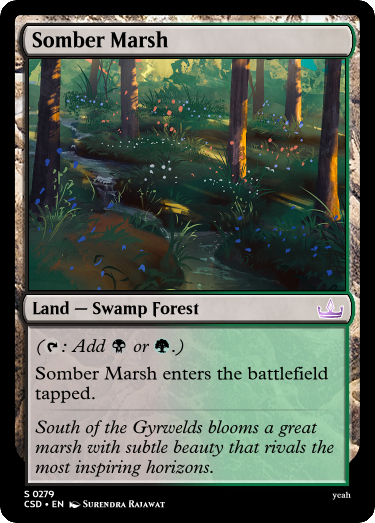 Somber Marsh
Land — Swamp Forest
(: Add or .)
Somber Marsh enters the battlefield
tapped.
South of the Gyrwelds blooms a great
marsh with subtle beauty that rivals the
most inspiring horizons.
S 0279
CSD • EN Surendra Rajawat
yeah